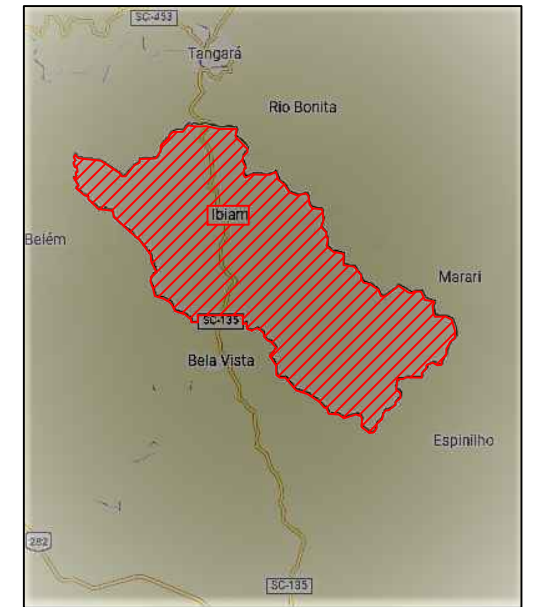 SC-453
Tangará
Rio Bonita
Ibiam
Belém
Marari
SC-135
Bela Vista
Espinilho
282
SC-135